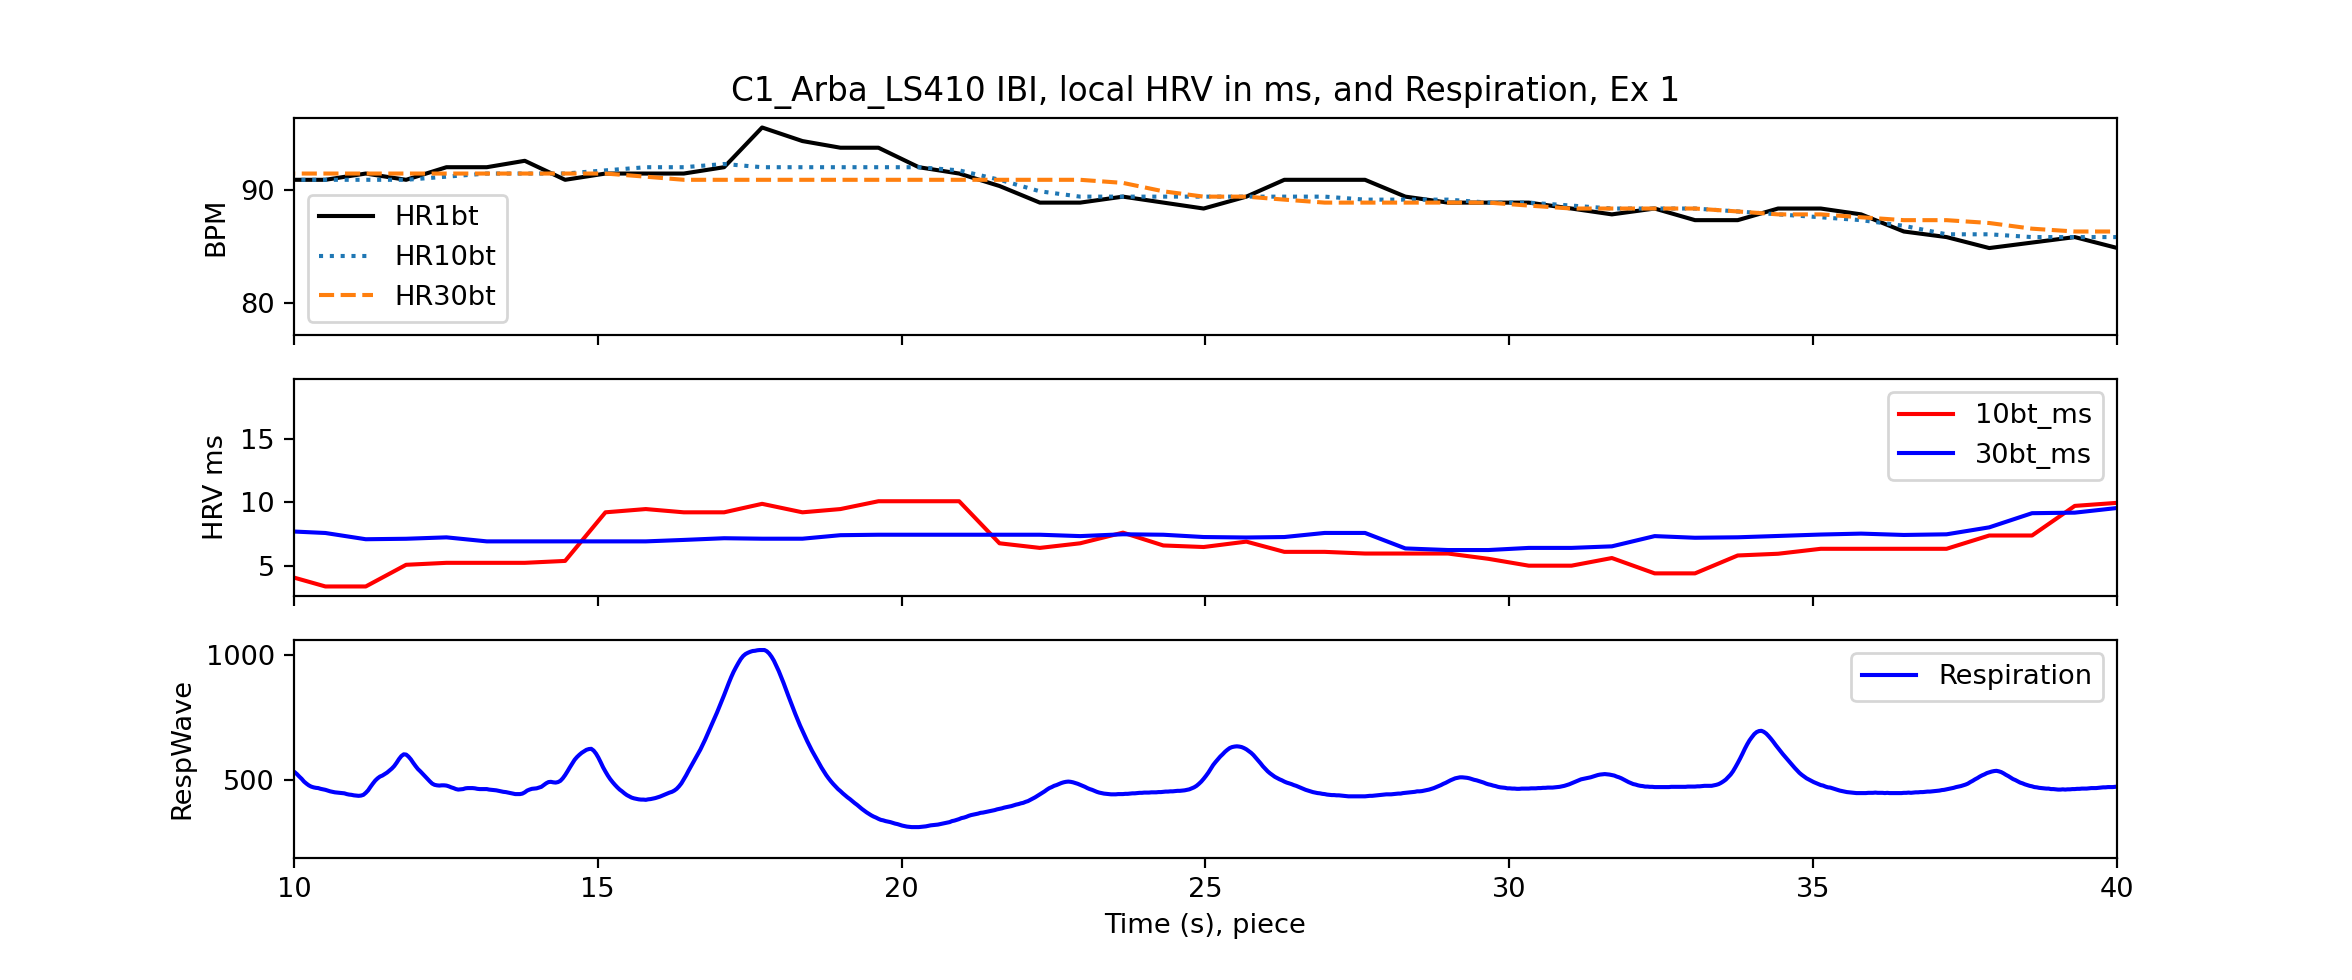 C1_Arba_LS410 IBI, local HRV in ms, and Respiration, Ex 1
BPM
90
80
HR1bt
HR10bt
HR30bt
HRV ms
15
10
5
10bt_ms
30bt_ms
RespWave
1000
500
Respiration
10 15 20 25 30 35 40
Time (s), piece